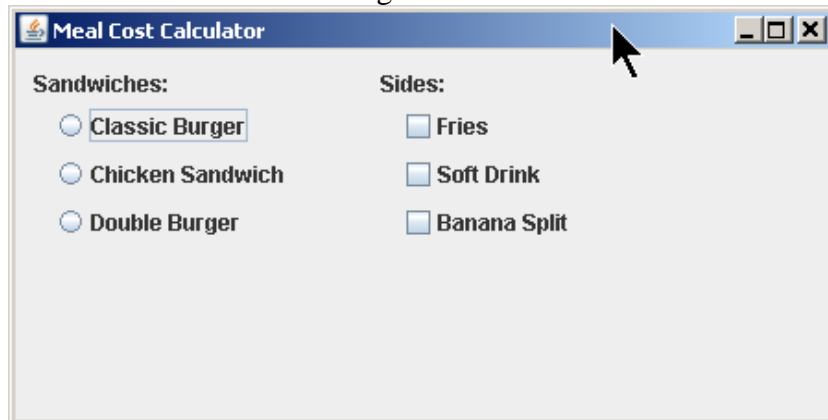 Meal Cost Calculator
Sandwiches: Sides:
Classic Burger Fries
Chicken Sandwich Soft Drink
Double Burger Banana Split